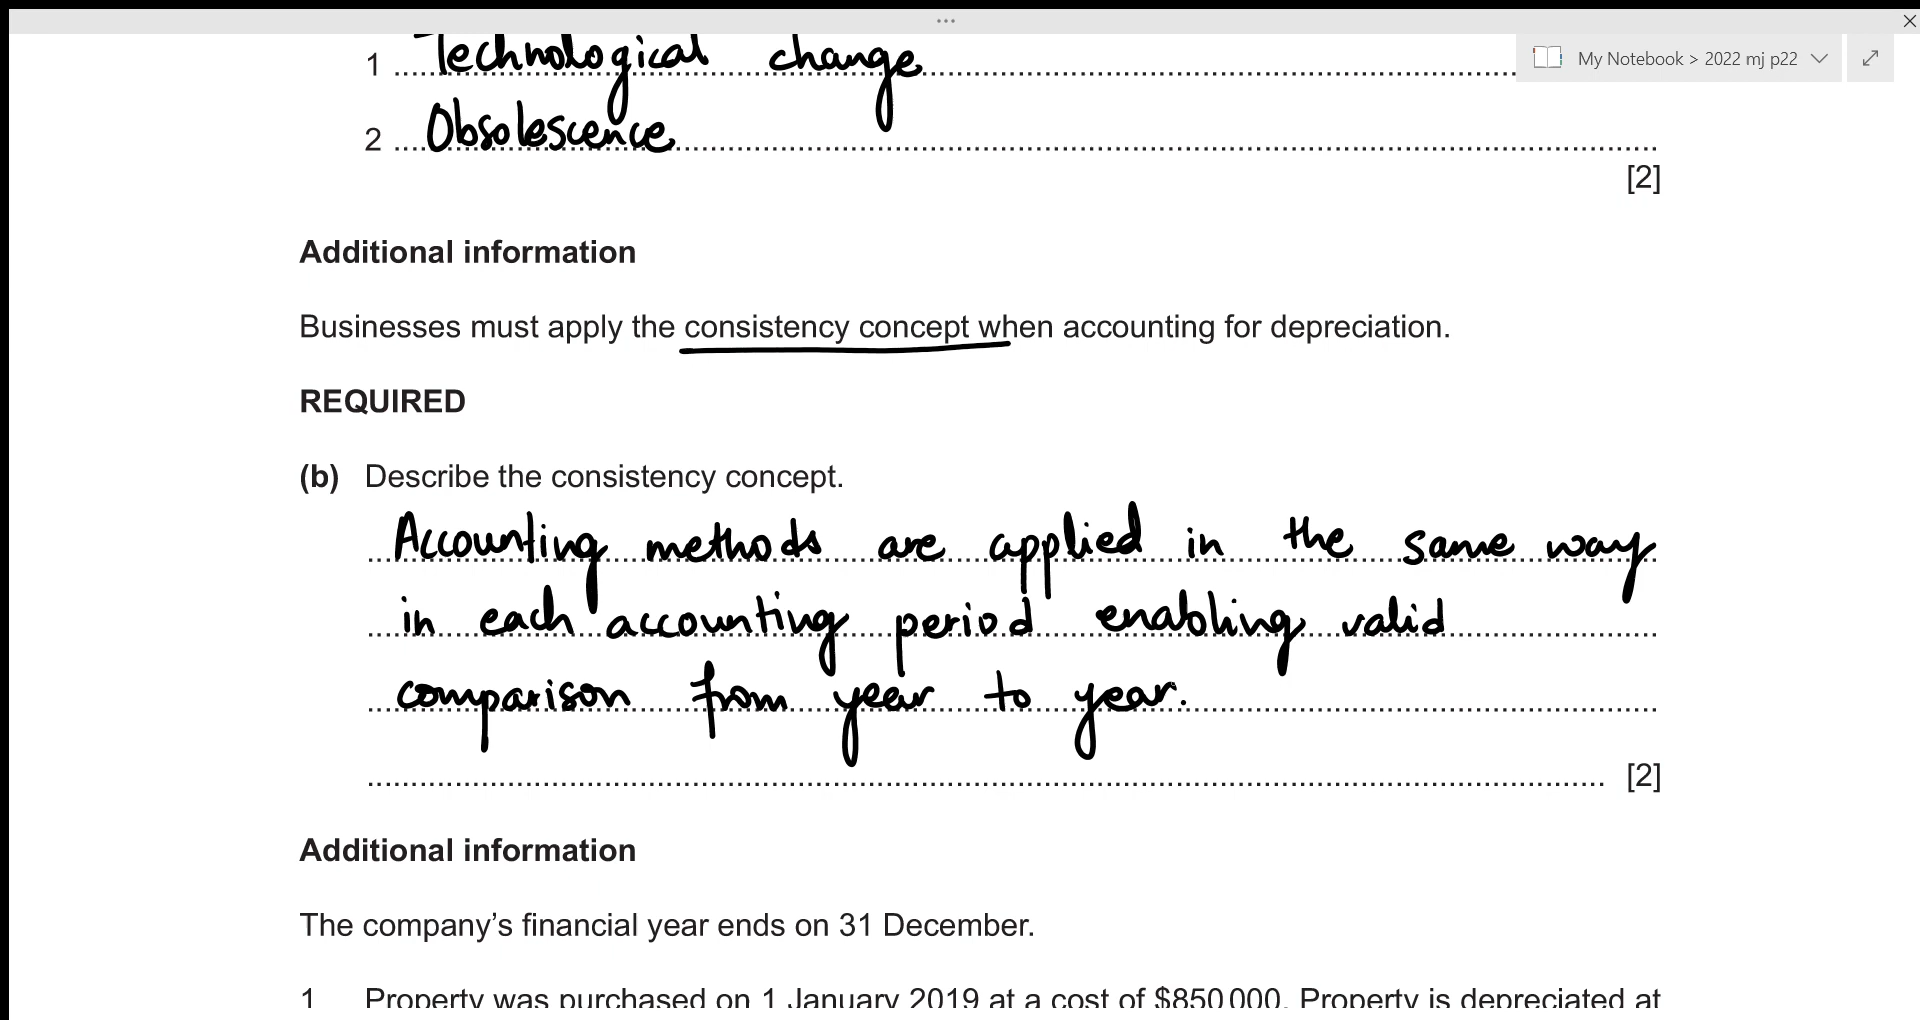 My Notebook > 2022 mj p22
1 Technological change
2 Obsolescence
[2]
Additional information
Businesses must apply the consistency concept when accounting for depreciation.
REQUIRED
(b) Describe the consistency concept.
Accounting methods are applied in the same way
in each accounting period enabling valid
comparison from year to year.
[2]
Additional information
The company’s financial year ends on 31 December.
1 Property was purchased on 1 January 2019 at a cost of $850 000. Property is depreciated at